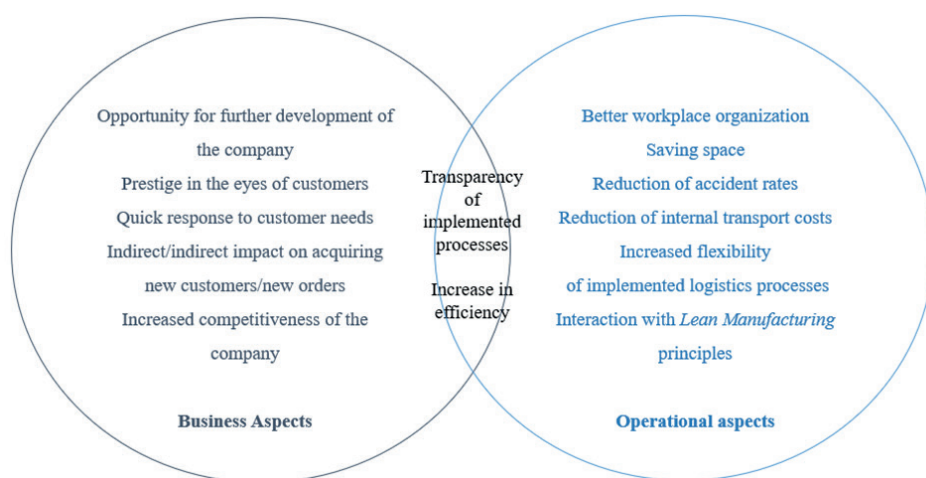 Opportunity for further development of
the company
Prestige in the eyes of customers
Quick response to customer needs
Indirect/indirect impact on acquiring
new customers/new orders
Increased competitiveness of the
company
Business Aspects
Transparency
of
implemented
processes
Increase in
efficiency
Better workplace organization
Saving space
Reduction of accident rates
Reduction of internal transport costs
Increased flexibility
of implemented logistics processes
Interaction with Lean Manufacturing
principles
Operational aspects